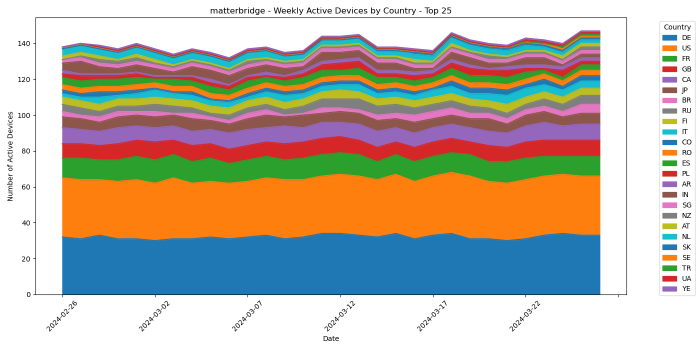 matterbridge - Weekly Active Devices by Country - Top 25
Number of Active Devices
140
120
100
80
60
40
20
0
2024-02-26
2024-03-02
2024-03-07
2024-03-12
2024-03-17
2024-03-22
Date
Country
DE
US
FR
GB
CA
JP
BR
RU
FI
IT
CO
RO
ES
PL
AR
IN
SG
NZ
AT
NL
SK
SE
TR
UA
YE